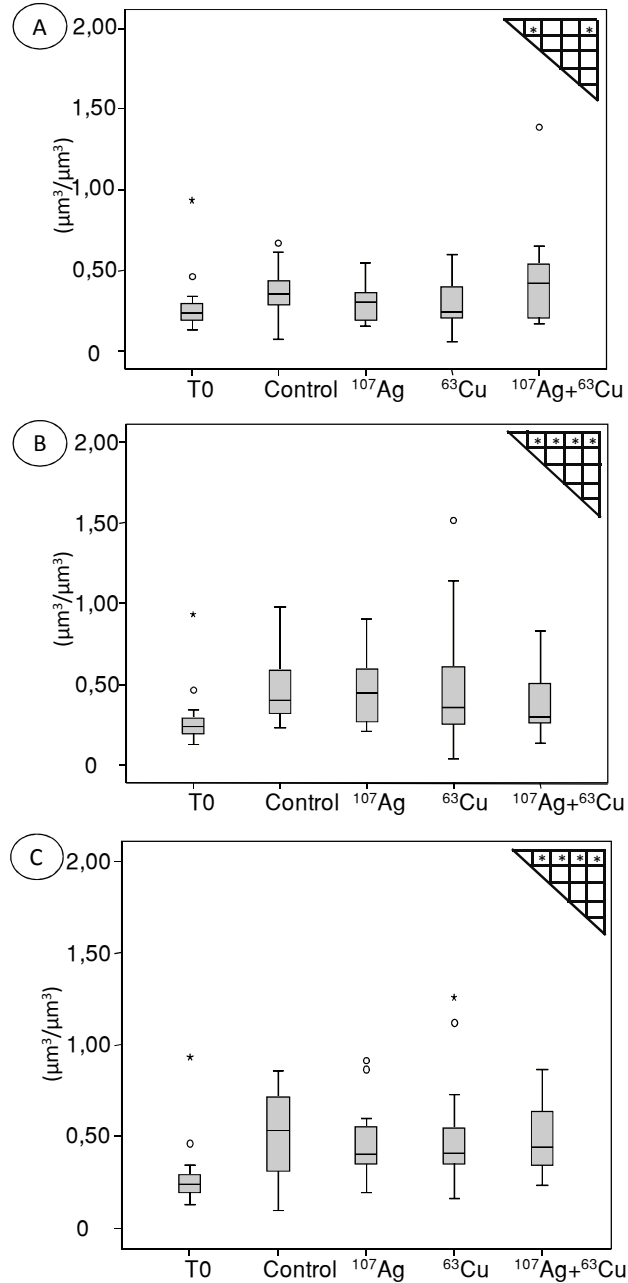 A
2,00
1,50
1,00
0,50
0
(µm³/µm³)
* *
T0 Control ¹⁰⁷Ag ⁶³Cu ¹⁰⁷Ag+⁶³Cu
B
2,00
1,50
1,00
0,50
0
(µm³/µm³)
* * * *
T0 Control ¹⁰⁷Ag ⁶³Cu ¹⁰⁷Ag+⁶³Cu
C
2,00
1,50
1,00
0,50
0
(µm³/µm³)
* * * *
T0 Control ¹⁰⁷Ag ⁶³Cu ¹⁰⁷Ag+⁶³Cu